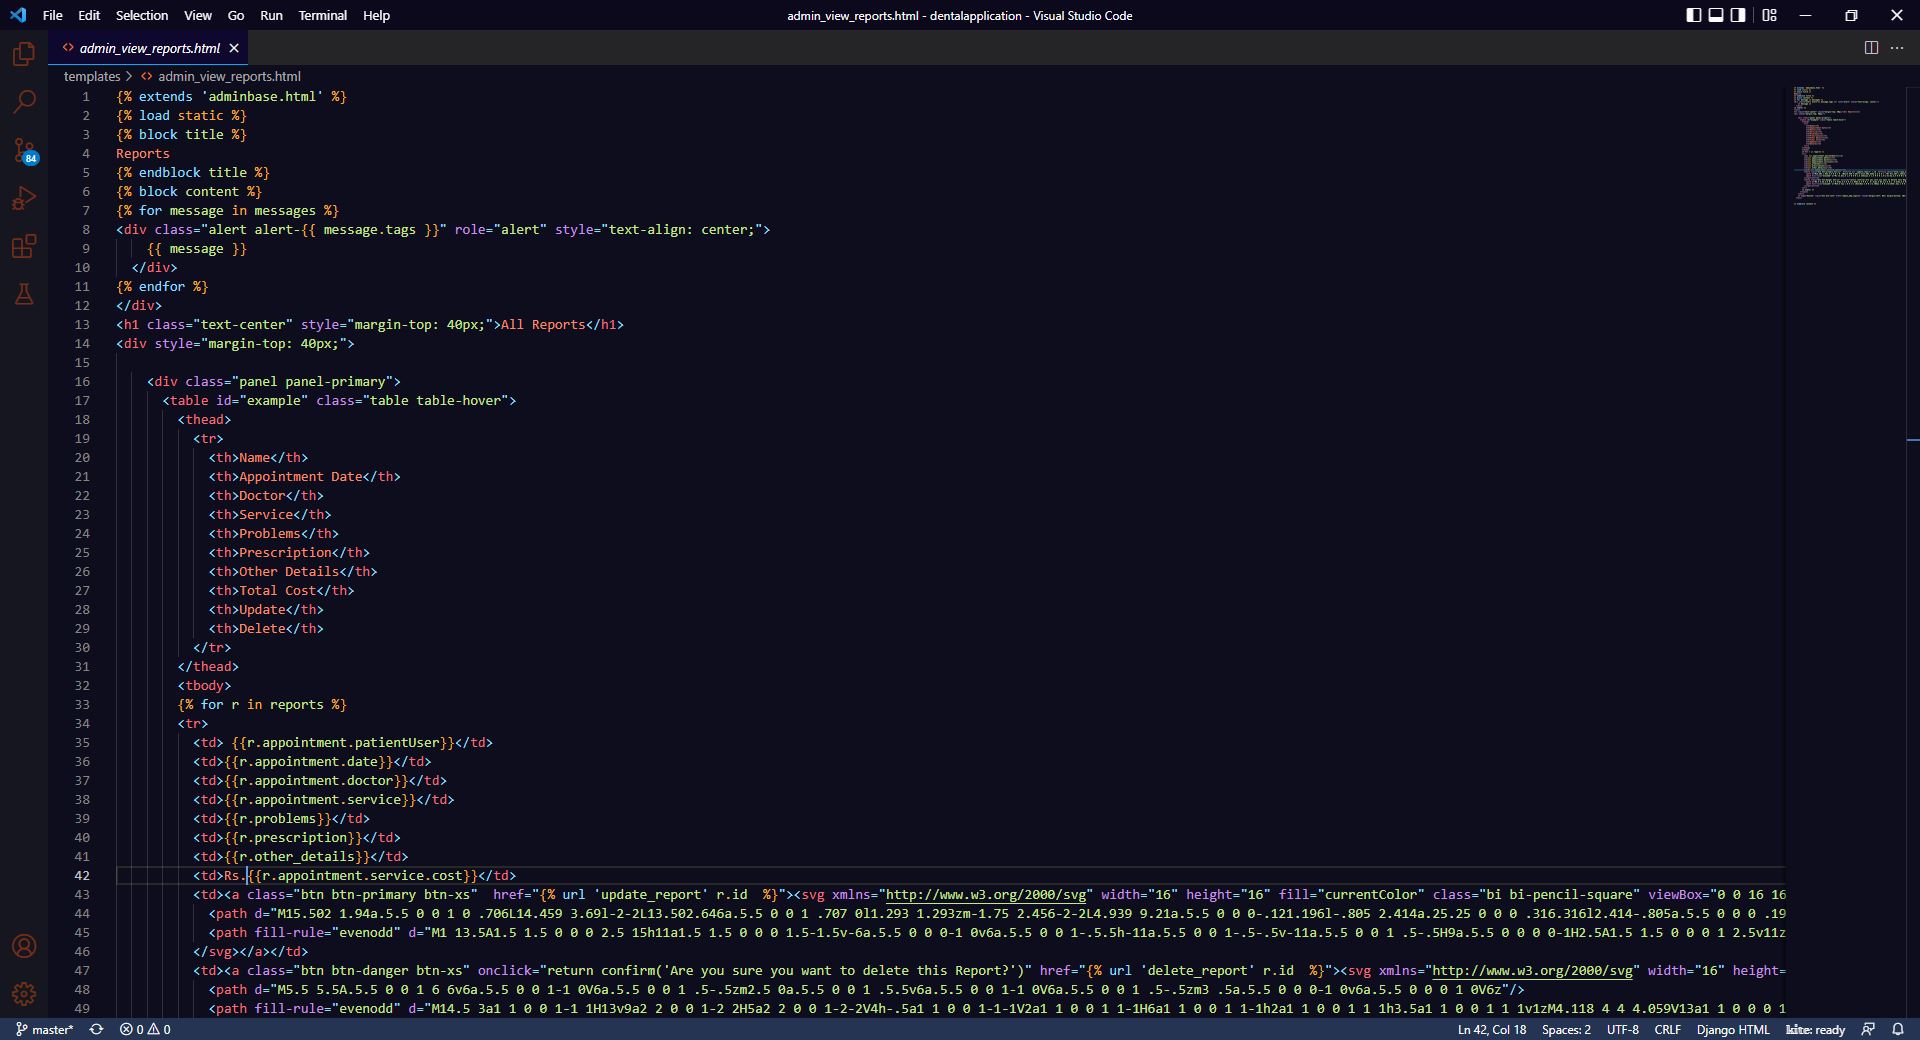 File Edit Selection View Go Run Terminal Help admin_view_reports.html - dentalapplication - Visual Studio Code
admin_view_reports.html
templates > admin_view_reports.html
84
1 {% extends 'adminbase.html' %}
2 {% load static %}
3 {% block title %}
4 Reports
5 {% endblock title %}
6 {% block content %}
7 {% for message in messages %}
8 <div class="alert alert-{{ message.tags }}" role="alert" style="text-align: center;">
9 {{ message }}
10 </div>
11 {% endfor %}
12 </div>
13 <h1 class="text-center" style="margin-top: 40px;">All Reports</h1>
14 <div style="margin-top: 40px;">
15
16 <div class="panel panel-primary">
17 <table id="example" class="table table-hover">
18 <thead>
19 <tr>
20 <th>Name</th>
21 <th>Appointment Date</th>
22 <th>Doctor</th>
23 <th>Service</th>
24 <th>Problems</th>
25 <th>Prescription</th>
26 <th>Other Details</th>
27 <th>Total Cost</th>
28 <th>Update</th>
29 <th>Delete</th>
30 </tr>
31 </thead>
32 <tbody>
33 {% for r in reports %}
34 <tr>
35 <td> {{r.appointment.patientUser}}</td>
36 <td>{{r.appointment.date}}</td>
37 <td>{{r.appointment.doctor}}</td>
38 <td>{{r.appointment.service}}</td>
39 <td>{{r.problems}}</td>
40 <td>{{r.prescription}}</td>
41 <td>{{r.other_details}}</td>
42 <td>Rs.{{r.appointment.service.cost}}</td>
43 <td><a class="btn btn-primary btn-xs"  href="{% url 'update_report' r.id  %}"><svg xmlns="http://www.w3.org/2000/svg" width="16" height="16" fill="currentColor" class="bi bi-pencil-square" viewBox="0 0 16 16
44 <path d="M15.502 1.94a.5.5 0 0 1 0 .706L14.459 3.69l-2-2L13.502.646a.5.5 0 0 1 .707 0l1.293 1.293zm-1.75 2.456-2-2L4.939 9.21a.5.5 0 0 0-.121.196l-.805 2.414a.25.25 0 0 0 .316.316l2.414-.805a.5.5 0 0 0 .19
45 <path fill-rule="evenodd" d="M1 13.5A1.5 1.5 0 0 0 2.5 15h11a1.5 1.5 0 0 0 1.5-1.5v-6a.5.5 0 0 0-1 0v6a.5.5 0 0 1-.5.5h-11a.5.5 0 0 1-.5-.5v-11a.5.5 0 0 1 .5-.5H9a.5.5 0 0 0 0-1H2.5A1.5 1.5 0 0 0 1 2.5v11z
46 </svg></a></td>
47 <td><a class="btn btn-danger btn-xs" onclick="return confirm('Are you sure you want to delete this Report?')" href="{% url 'delete_report' r.id  %}"><svg xmlns="http://www.w3.org/2000/svg" width="16" height=
48 <path d="M5.5 5.5A.5.5 0 0 1 6 6v6a.5.5 0 0 1-1 0V6a.5.5 0 0 1 .5-.5zm2.5 0a.5.5 0 0 1 .5.5v6a.5.5 0 0 1-1 0V6a.5.5 0 0 1 .5-.5zm3 .5a.5.5 0 0 0-1 0v6a.5.5 0 0 0 1 0V6z"/>
49 <path fill-rule="evenodd" d="M14.5 3a1 1 0 0 1-1 1H13v9a2 2 0 0 1-2 2H5a2 2 0 0 1-2-2V4h-.5a1 1 0 0 1-1-1V2a1 1 0 0 1 1-1H6a1 1 0 0 1 1-1h2a1 1 0 0 1 1 1h3.5a1 1 0 0 1 1 1v1zM4.118 4 4 4.059V13a1 1 0 0 0 1
master* 0 0 Ln 42, Col 18 Spaces: 2 UTF-8 CRLF Django HTML kite: ready